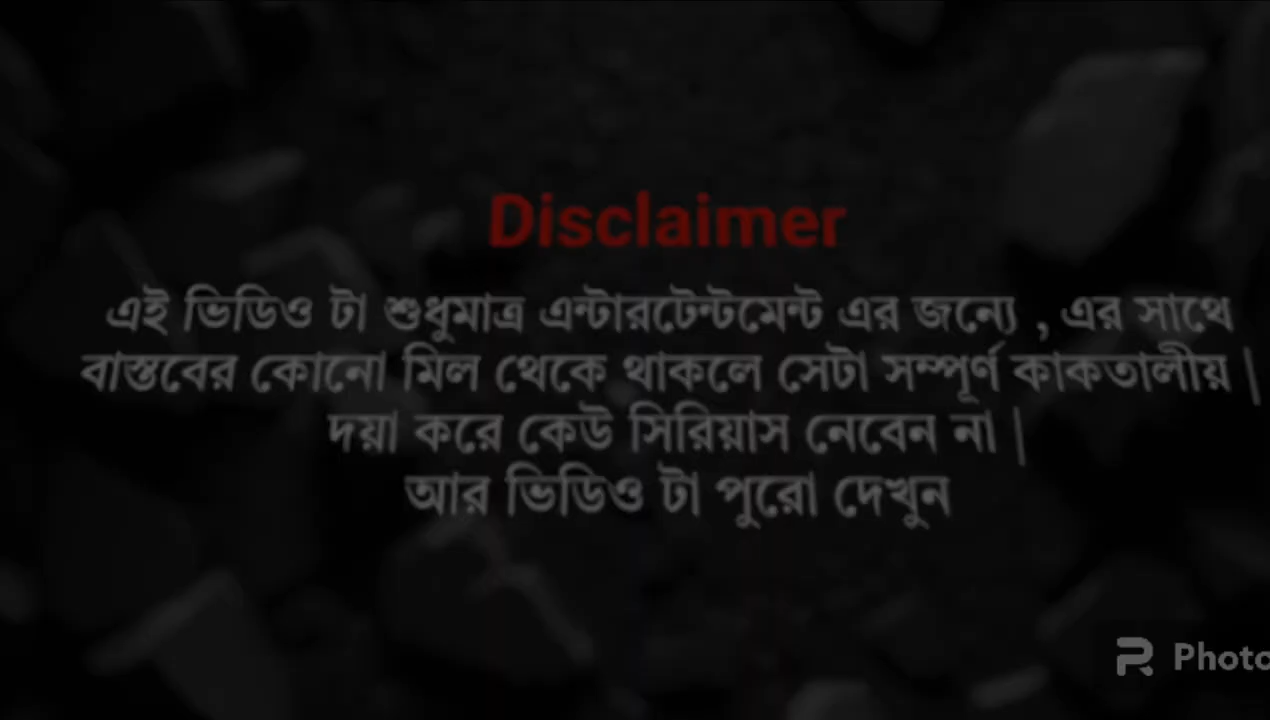 Disclaimer
এই ভিডিও টা শুধুমাত্র এন্টারটেন্টমেন্ট এর জন্যে , এর সাথে
বাস্তবের কোনো মিল থেকে থাকলে সেটা সম্পূর্ণ কাকতালীয় |
দয়া করে কেউ সিরিয়াস নেবেন না |
আর ভিডিও টা পুরো দেখুন
Photo